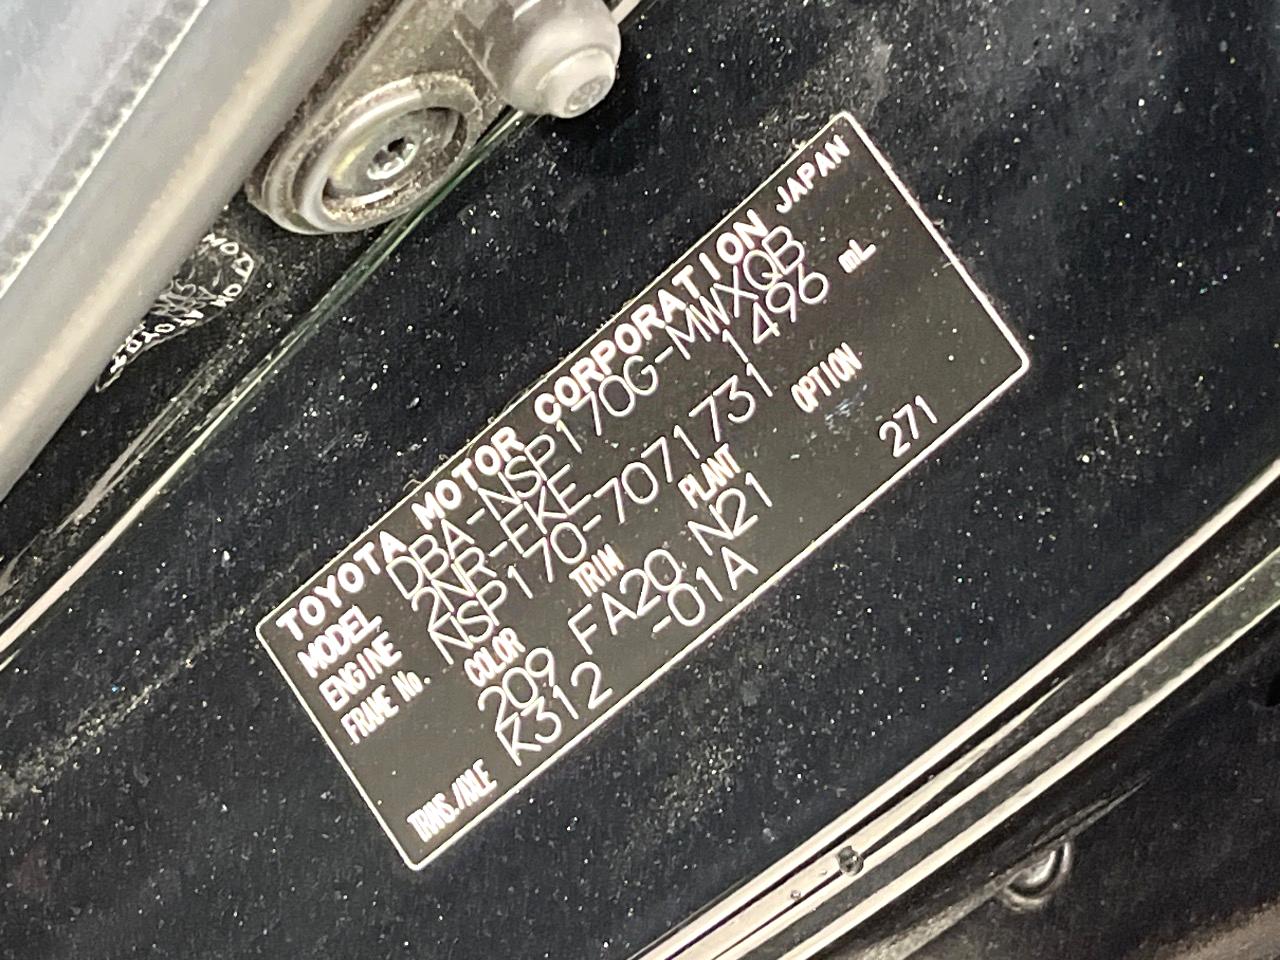 TOYOTA MOTOR CORPORATION JAPAN
MODEL DBA-NSP170G-MWXQB
ENGINE 2NR-FKE 1496 mL
FRAME No. NSP170-7071731
COLOR TRIM PLANT OPTION
209 FA20 N21 271
TRANS./AXLE K312 -01A